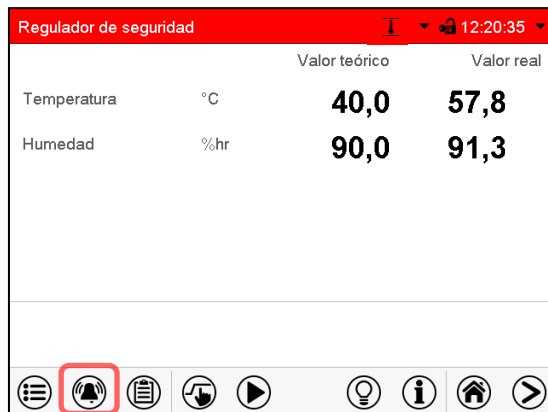 Regulador de seguridad 12:20:35
Valor teórico Valor real
Temperatura °C 40,0 57,8
Humedad %hr 90,0 91,3